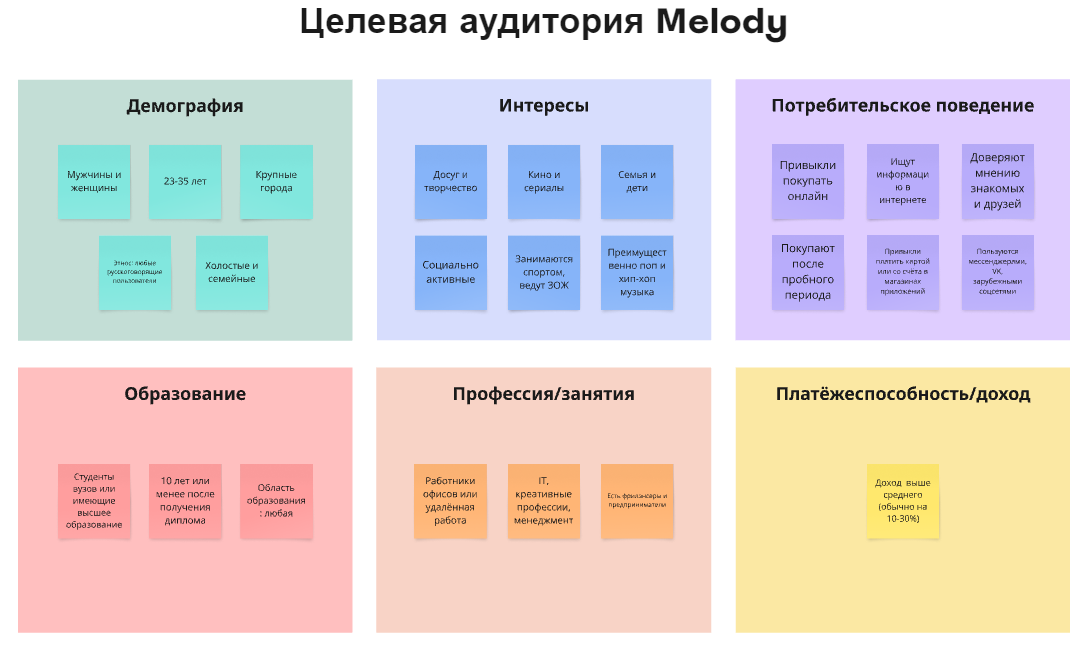 Целевая аудитория Melody
Демография
Мужчины и
женщины
23-35 лет
Крупные
города
Этнос: любые
русскоговорящие
пользователи
Холостые и
семейные
Интересы
Досуг и
творчество
Кино и
сериалы
Семья и
дети
Социально
активные
Занимаются
спортом,
ведут ЗОЖ
Преимущест
венно поп и
хип-хоп
музыка
Потребительское поведение
Привыкли
покупать
онлайн
Ищут
информаци
ю в
интернете
Доверяют
мнению
знакомых
и друзей
Покупают
после
пробного
периода
Привыкли
платить картой
или со счёта в
магазинах
приложений
Пользуются
мессенджерами,
VK,
зарубежными
соцсетями
Образование
Студенты
вузов или
имеющие
высшее
образование
10 лет или
менее после
получения
диплома
Область
образования
: любая
Профессия/занятия
Работники
офисов или
удалённая
работа
IT,
креативные
профессии,
менеджмент
Есть фрилансеры и
предприниматели
Платёжеспособность/доход
Доход выше
среднего
(обычно на
10-30%)